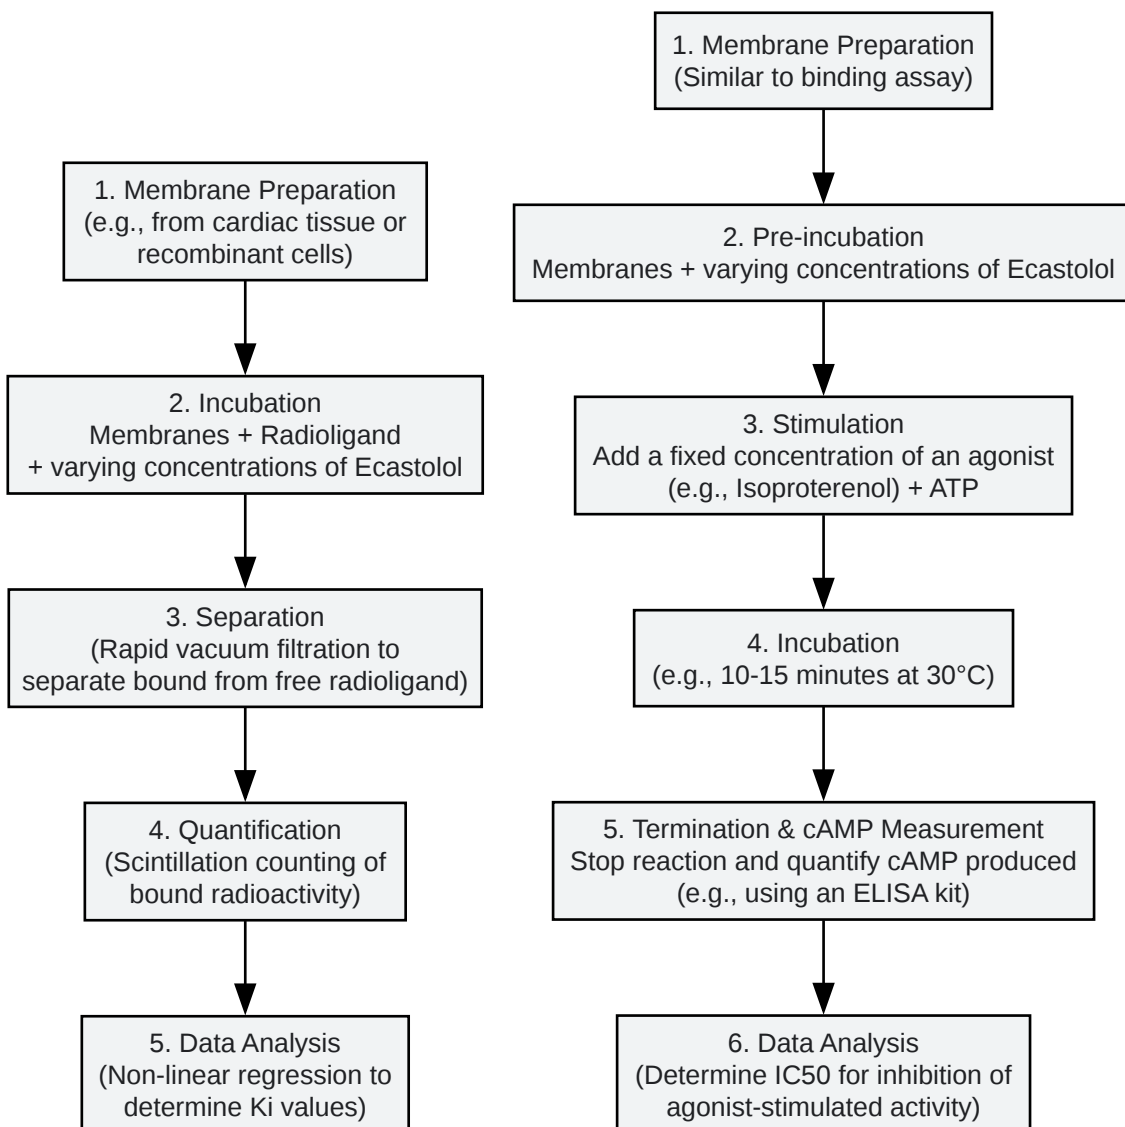 1. Membrane Preparation
(e.g., from cardiac tissue or
recombinant cells)
2. Incubation
Membranes + Radioligand
+ varying concentrations of Ecastolol
3. Separation
(Rapid vacuum filtration to
separate bound from free radioligand)
4. Quantification
(Scintillation counting of
bound radioactivity)
5. Data Analysis
(Non-linear regression to
determine Ki values)
1. Membrane Preparation
(Similar to binding assay)
2. Pre-incubation
Membranes + varying concentrations of Ecastolol
3. Stimulation
Add a fixed concentration of an agonist
(e.g., Isoproterenol) + ATP
4. Incubation
(e.g., 10-15 minutes at 30°C)
5. Termination & cAMP Measurement
Stop reaction and quantify cAMP produced
(e.g., using an ELISA kit)
6. Data Analysis
(Determine IC50 for inhibition of
agonist-stimulated activity)